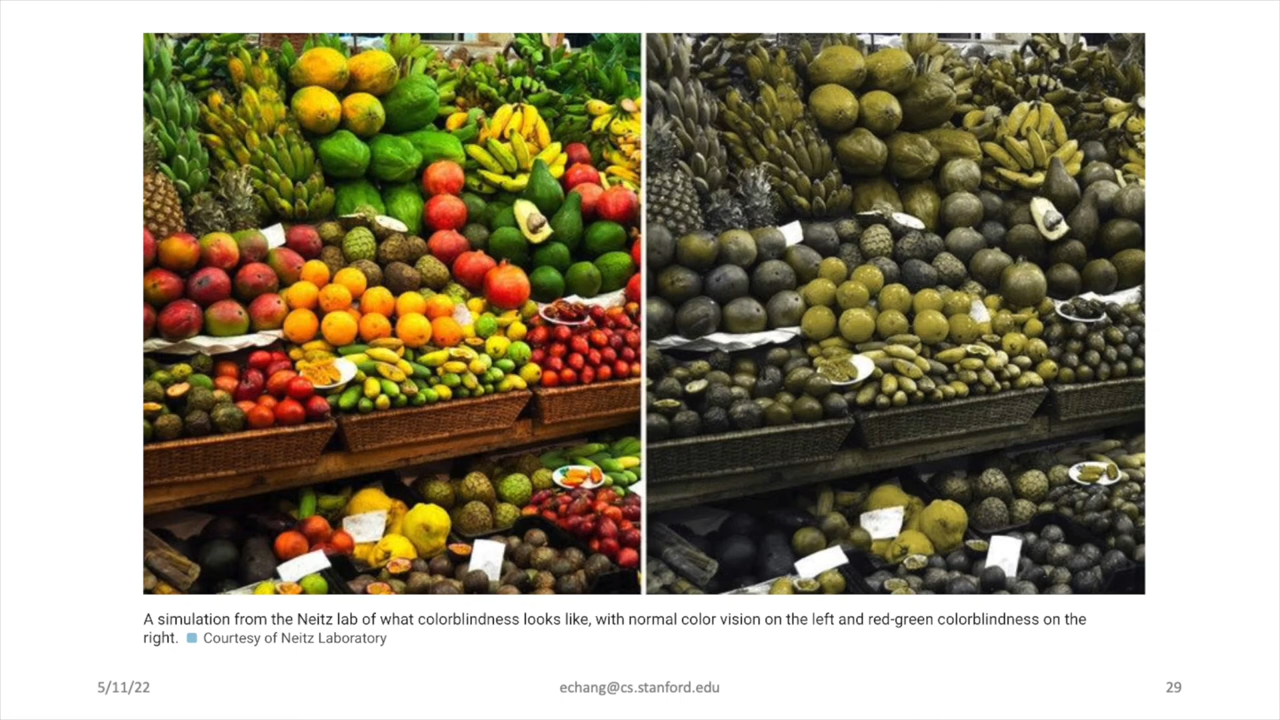 A simulation from the Neitz lab of what colorblindness looks like, with normal color vision on the left and red-green colorblindness on the
right. Courtesy of Neitz Laboratory
5/11/22
echang@cs.stanford.edu
29